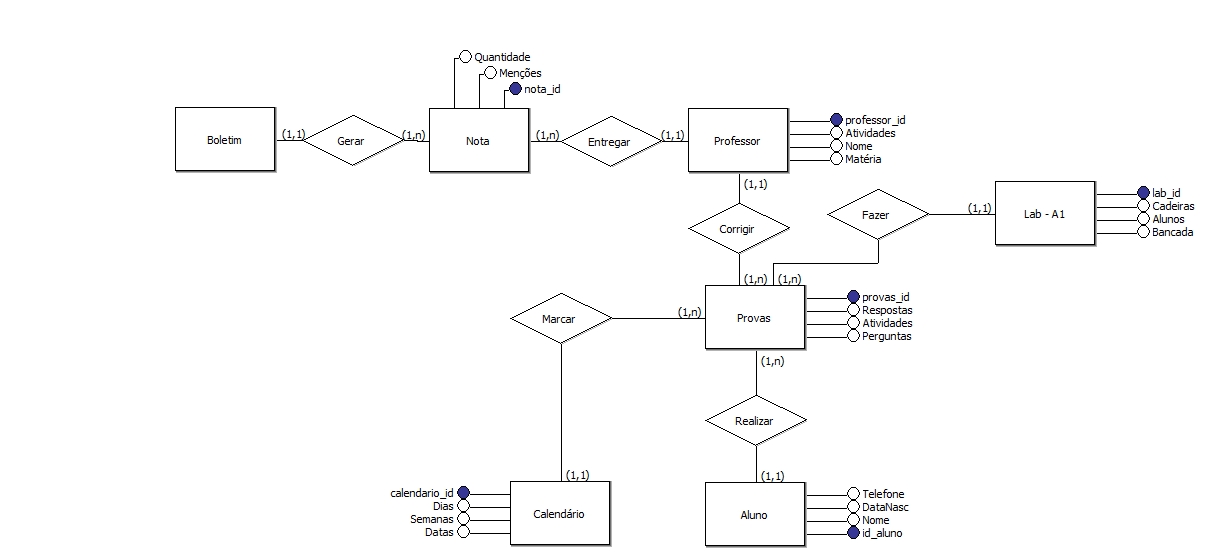 Quantidade
Menções
nota_id
Boletim
(1,1)
Gerar
(1,n)
Nota
(1,n)
Entregar
(1,1)
Professor
professor_id
Atividades
Nome
Matéria
(1,1)
Corrigir
(1,n)
Fazer
(1,1)
(1,n)
Lab - A1
lab_id
Cadeiras
Alunos
Bancada
Marcar
(1,n)
Provas
provas_id
Respostas
Atividades
Perguntas
(1,n)
Realizar
(1,1)
(1,1)
calendario_id
Dias
Semanas
Datas
Calendário
Aluno
Telefone
DataNasc
Nome
id_aluno